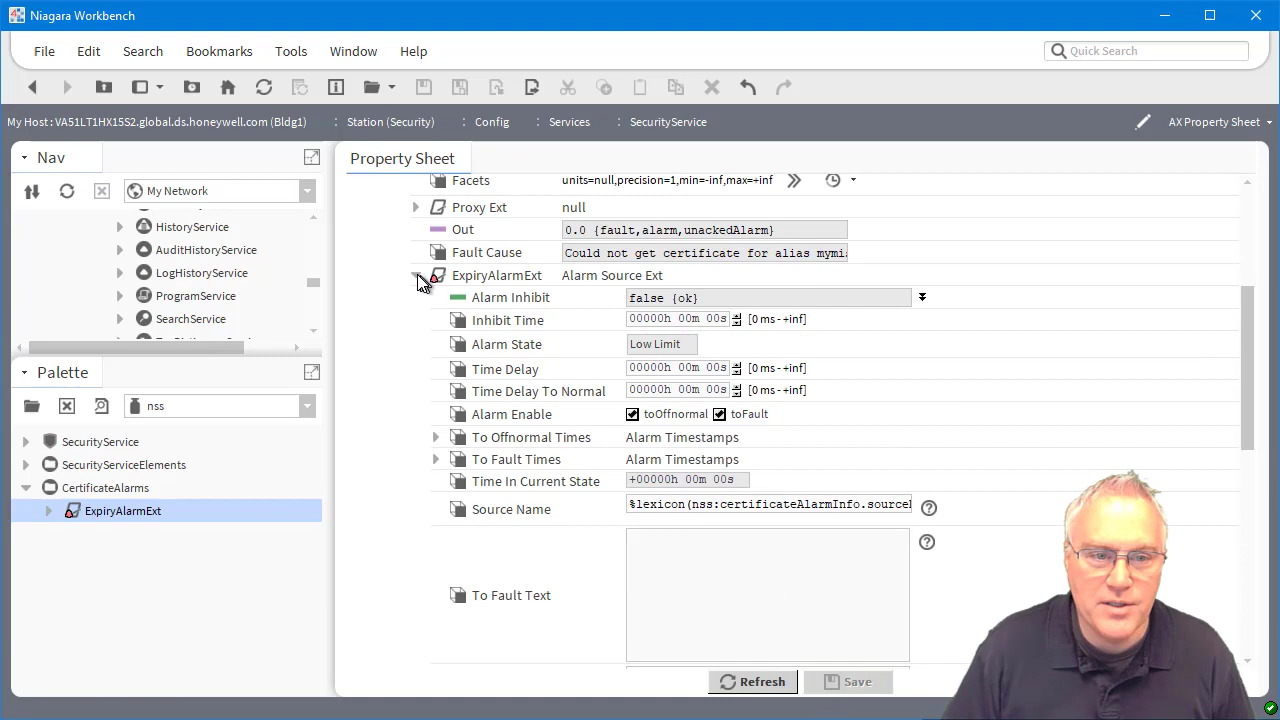 Niagara Workbench
File Edit Search Bookmarks Tools Window Help
Quick Search
My Host : VA51LT1HX15S2.global.ds.honeywell.com (Bldg1) : Station (Security) : Config : Services : SecurityService AX Property Sheet
Nav
My Network
HistoryService
AuditHistoryService
LogHistoryService
ProgramService
SearchService
Palette
nss
SecurityService
SecurityServiceElements
CertificateAlarms
ExpiryAlarmExt
Property Sheet
Facets units=null,precision=1,min=-inf,max=+inf
Proxy Ext null
Out 0.0 {fault,alarm,unackedAlarm}
Fault Cause Could not get certificate for alias mymi
ExpiryAlarmExt Alarm Source Ext
Alarm Inhibit false {ok}
Inhibit Time 00000h 00m 00s [0 ms - +inf]
Alarm State Low Limit
Time Delay 00000h 00m 00s [0 ms - +inf]
Time Delay To Normal 00000h 00m 00s [0 ms - +inf]
Alarm Enable toOffnormal toFault
To Offnormal Times Alarm Timestamps
To Fault Times Alarm Timestamps
Time In Current State +00000h 00m 00s
Source Name %lexicon(nss:certificateAlarmInfo.source
To Fault Text
Refresh Save